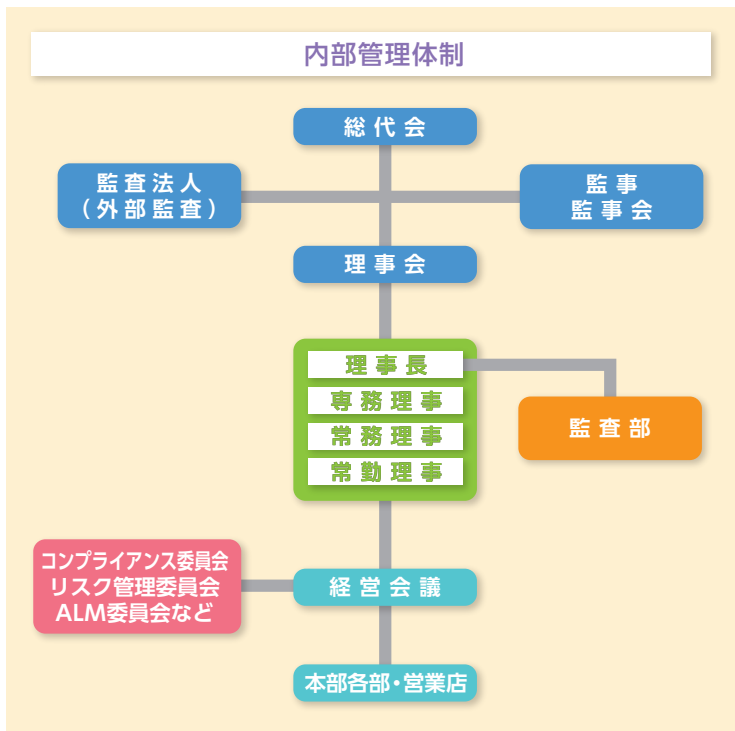 内部管理体制
総代会
監査法人
（外部監査）
監事
監事会
理事会
理事長
専務理事
常務理事
常勤理事
監査部
コンプライアンス委員会
リスク管理委員会
ALM委員会など
経営会議
本部各部・営業店